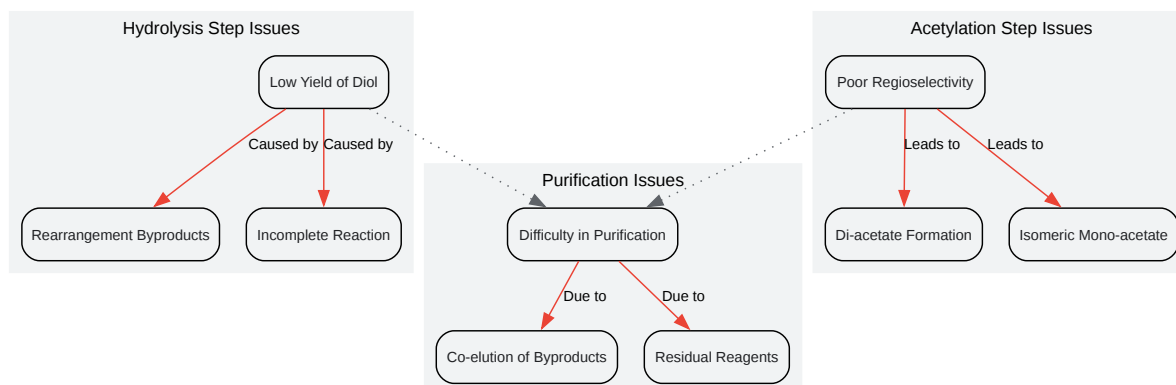 Hydrolysis Step Issues
Acetylation Step Issues
Low Yield of Diol
Poor Regioselectivity
Caused by
Caused by
Leads to
Leads to
Purification Issues
Rearrangement Byproducts
Incomplete Reaction
Difficulty in Purification
Di-acetate Formation
Isomeric Mono-acetate
Due to
Due to
Co-elution of Byproducts
Residual Reagents